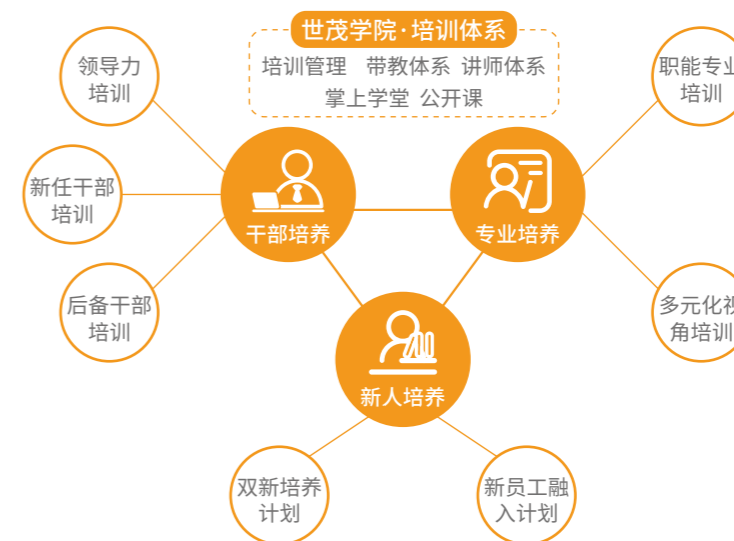 世茂学院·培训体系
培训管理 带教体系 讲师体系
掌上学堂 公开课
领导力
培训
新任干部
培训
后备干部
培训
干部培养
专业培养
职能专业
培训
多元化视
角培训
新人培养
双新培养
计划
新员工融
入计划